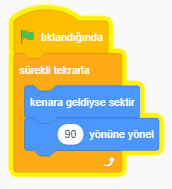 tıklandığında
sürekli tekrarla
kenara geldiyse sektir
90 yönüne yönel